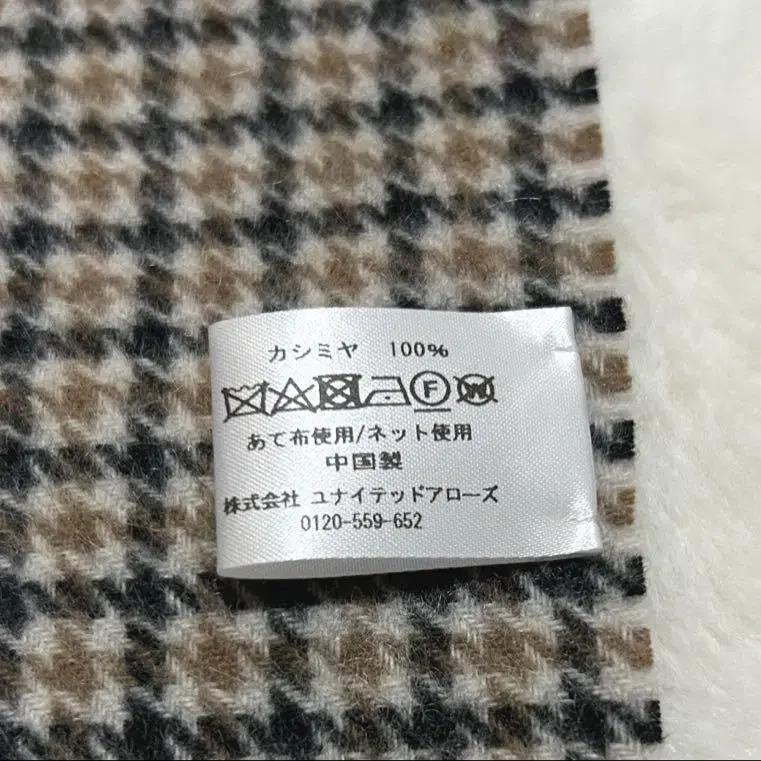 カシミヤ 100%
F W
あて布使用/ネット使用
中国製
株式会社 ユナイテッドアローズ
0120-559-652